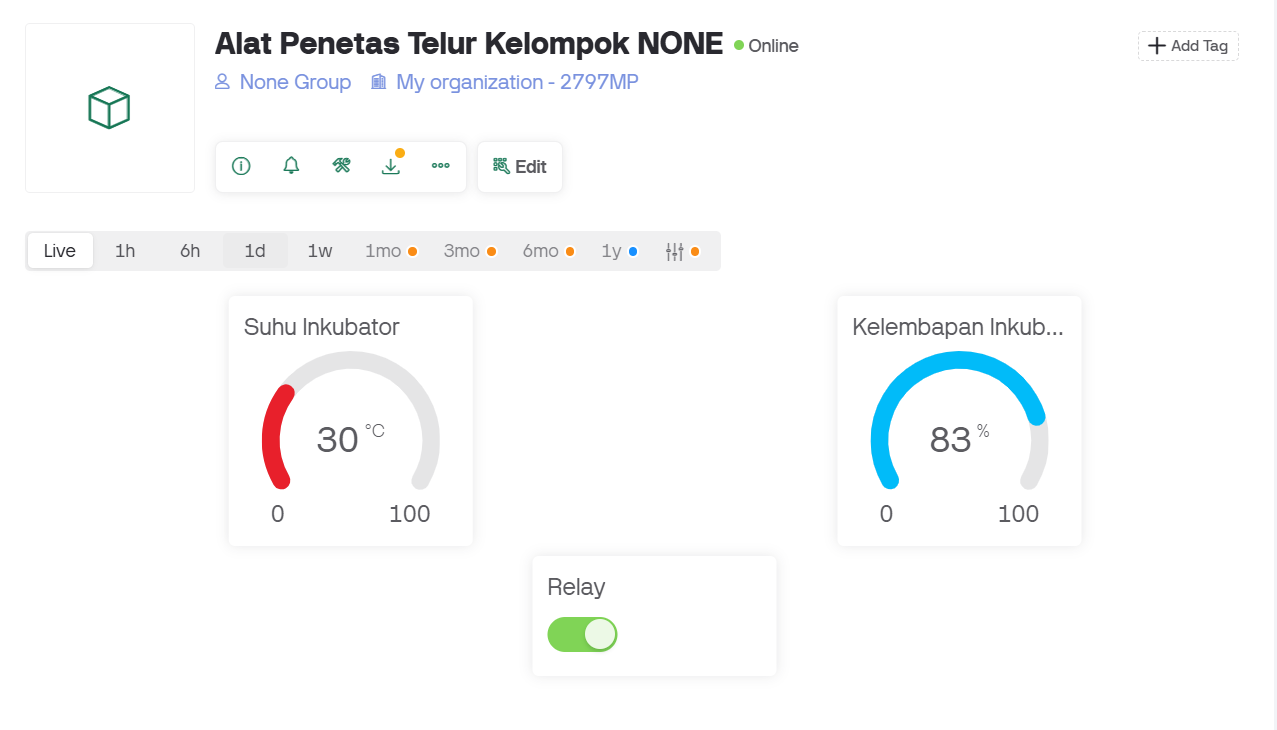 Alat Penetas Telur Kelompok NONE Online
Add Tag
None Group My organization - 2797MP
Edit
Live 1h 6h 1d 1w 1mo 3mo 6mo 1y
Suhu Inkubator
30 °C
0 100
Kelembapan Inkub...
83 %
0 100
Relay